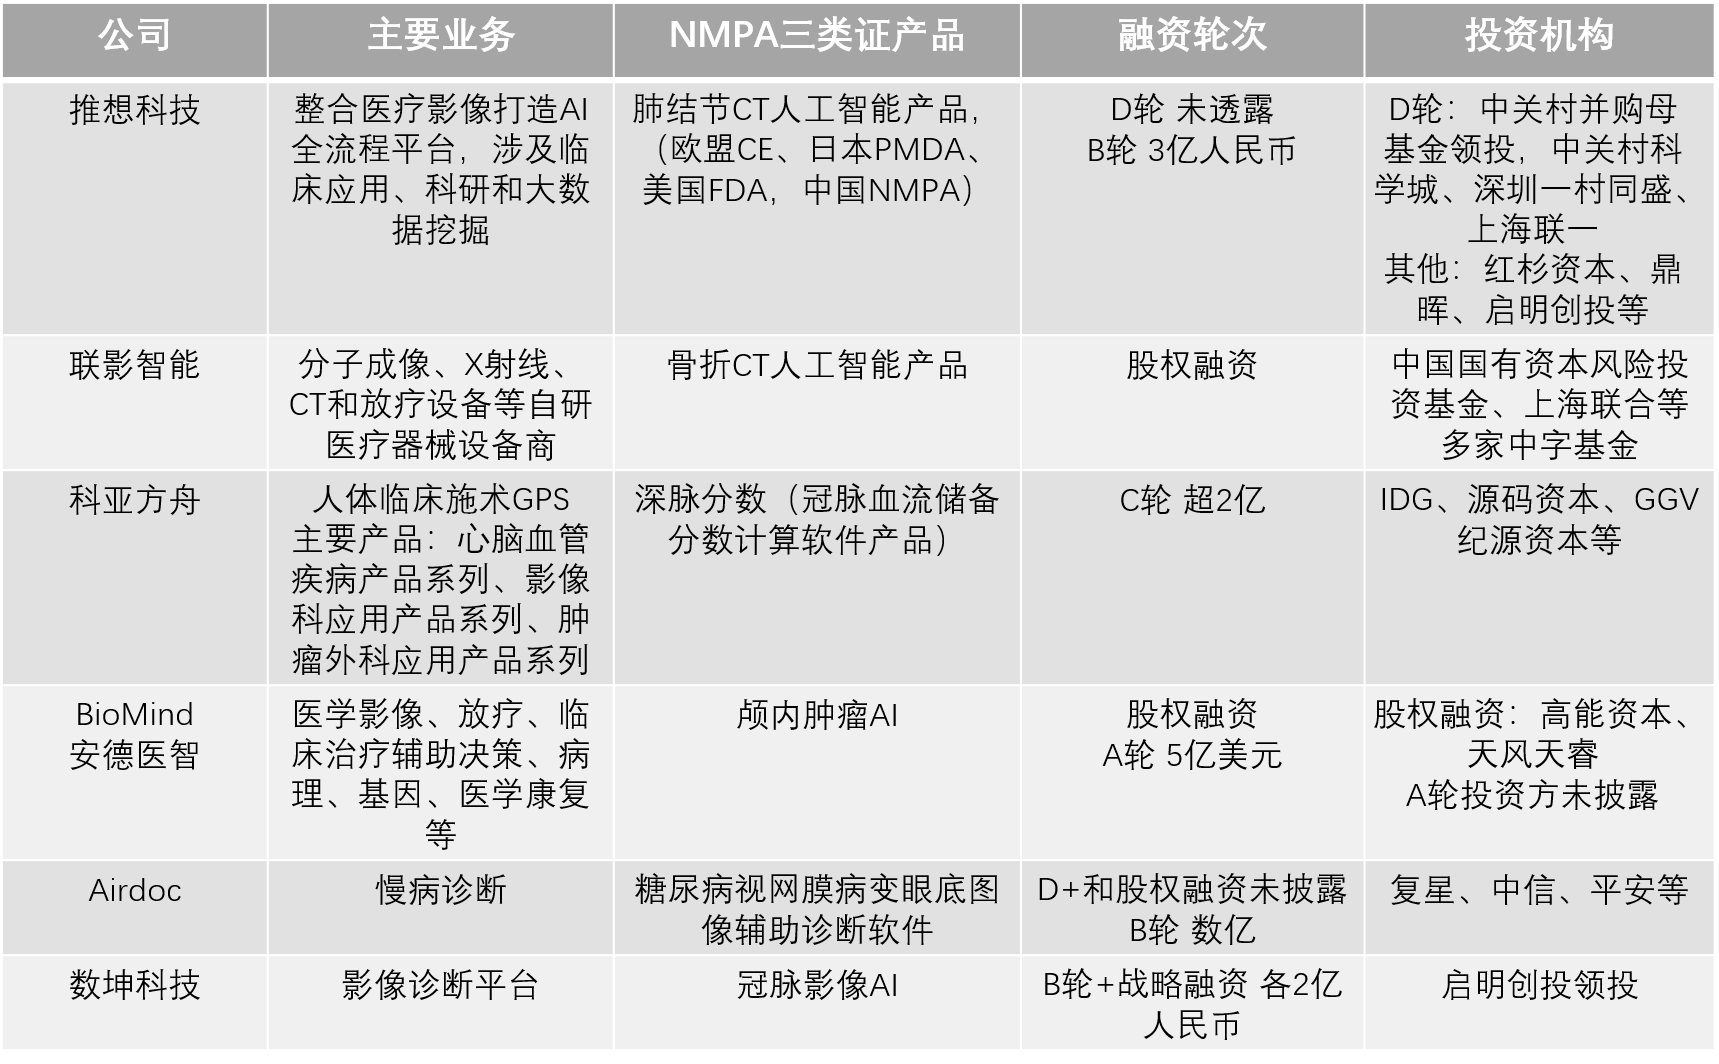 公司
主要业务
NMPA三类证产品
融资轮次
投资机构
推想科技
整合医疗影像打造AI
全流程平台，涉及临
床应用、科研和大数
据挖掘
肺结节CT人工智能产品，
（欧盟CE、日本PMDA、
美国FDA，中国NMPA）
D轮 未透露
B轮 3亿人民币
D轮：中关村并购母
基金领投，中关村科
学城、深圳一村同盛、
上海联一
其他：红杉资本、鼎
晖、启明创投等
联影智能
分子成像、X射线、
CT和放疗设备等自研
医疗器械设备商
骨折CT人工智能产品
股权融资
中国国有资本风险投
资基金、上海联合等
多家中字基金
科亚方舟
人体临床施术GPS
主要产品：心脑血管
疾病产品系列、影像
科应用产品系列、肿
瘤外科应用产品系列
深脉分数（冠脉血流储备
分数计算软件产品）
C轮 超2亿
IDG、源码资本、GGV
纪源资本等
BioMind
安德医智
医学影像、放疗、临
床治疗辅助决策、病
理、基因、医学康复
等
颅内肿瘤AI
股权融资
A轮 5亿美元
股权融资：高能资本、
天风天睿
A轮投资方未披露
Airdoc
慢病诊断
糖尿病视网膜病变眼底图
像辅助诊断软件
D+和股权融资未披露
B轮 数亿
复星、中信、平安等
数坤科技
影像诊断平台
冠脉影像AI
B轮+战略融资 各2亿
人民币
启明创投领投